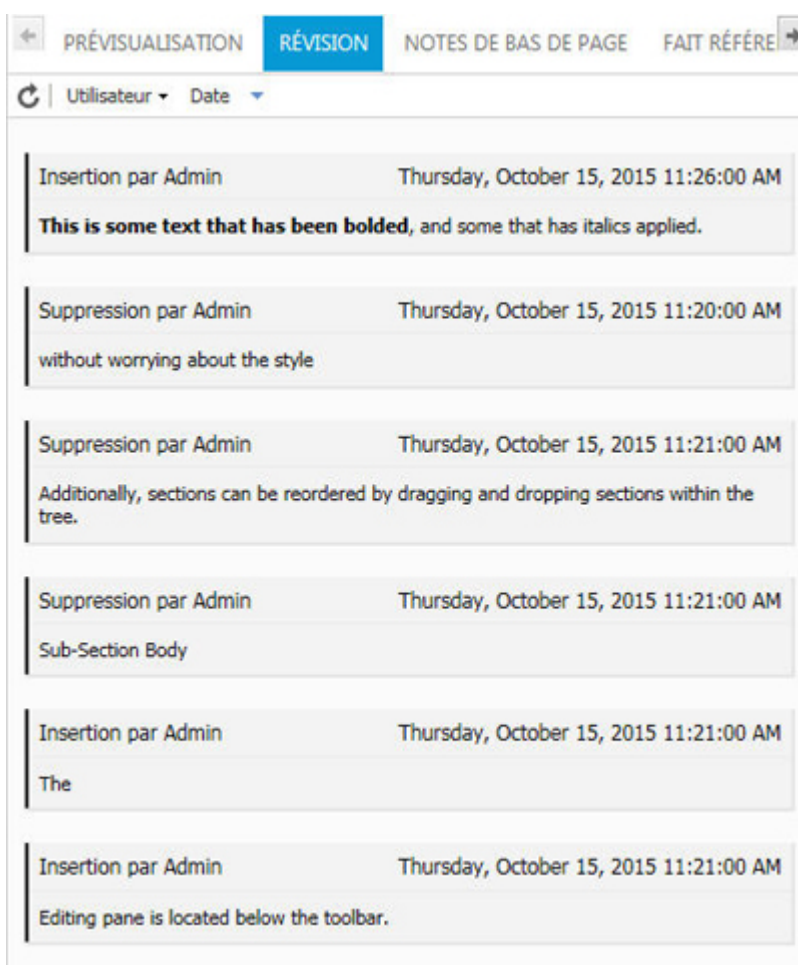 PRÉVISUALISATION RÉVISION NOTES DE BAS DE PAGE FAIT RÉFÉRE
Utilisateur Date
Insertion par Admin Thursday, October 15, 2015 11:26:00 AM
This is some text that has been bolded, and some that has italics applied.
Suppression par Admin Thursday, October 15, 2015 11:20:00 AM
without worrying about the style
Suppression par Admin Thursday, October 15, 2015 11:21:00 AM
Additionally, sections can be reordered by dragging and dropping sections within the
tree.
Suppression par Admin Thursday, October 15, 2015 11:21:00 AM
Sub-Section Body
Insertion par Admin Thursday, October 15, 2015 11:21:00 AM
The
Insertion par Admin Thursday, October 15, 2015 11:21:00 AM
Editing pane is located below the toolbar.